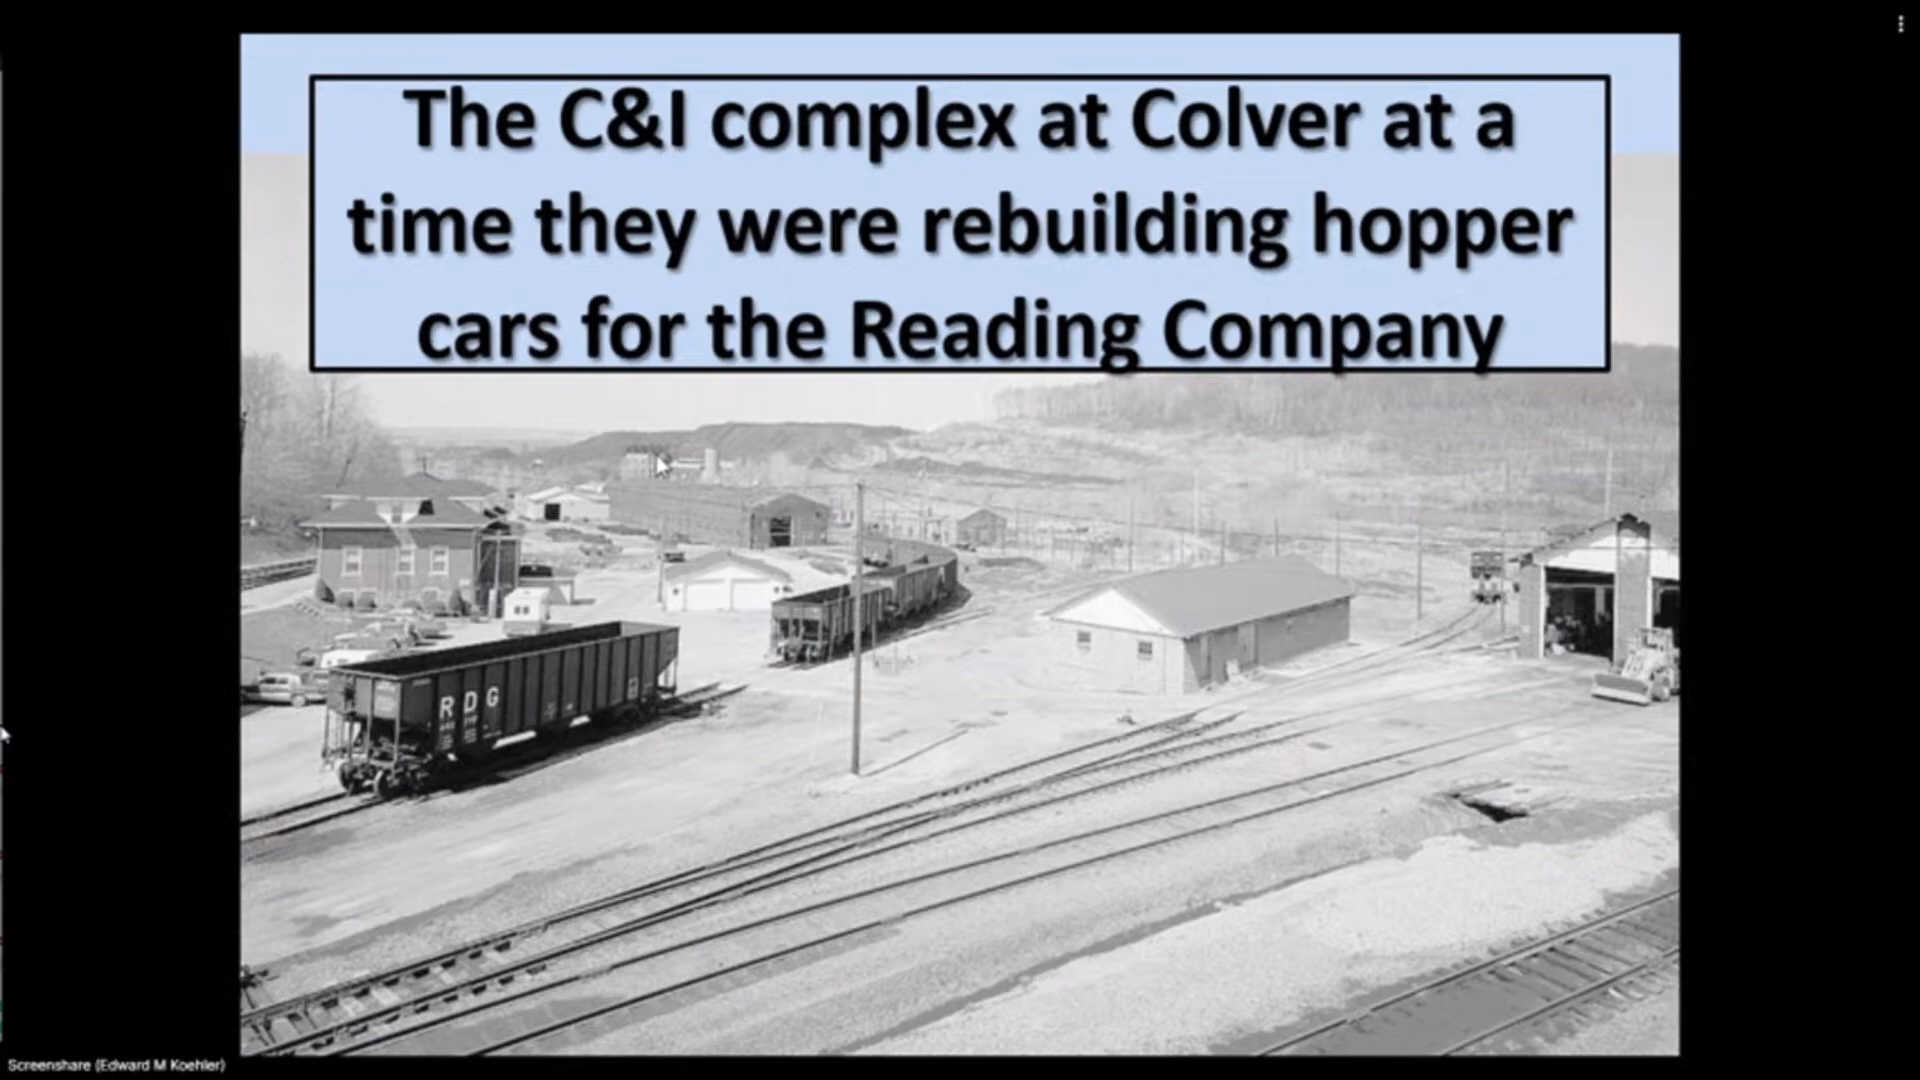 The C&I complex at Colver at a
time they were rebuilding hopper
cars for the Reading Company
RDG
Screenshare (Edward M Koehler)